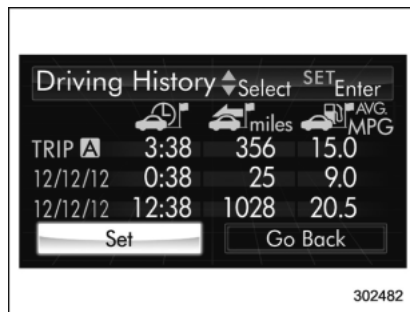 Driving History Select SET Enter
miles AVG. MPG
TRIP A 3:38 356 15.0
12/12/12 0:38 25 9.0
12/12/12 12:38 1028 20.5
Set Go Back
302482